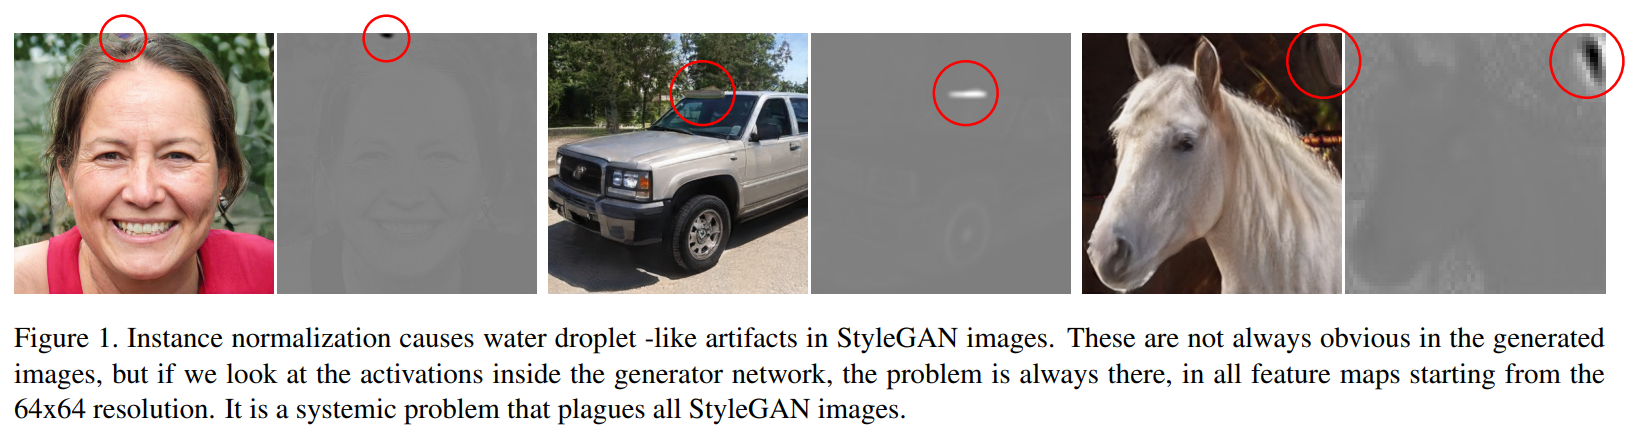 Figure 1. Instance normalization causes water droplet -like artifacts in StyleGAN images. These are not always obvious in the generated
images, but if we look at the activations inside the generator network, the problem is always there, in all feature maps starting from the
64x64 resolution. It is a systemic problem that plagues all StyleGAN images.